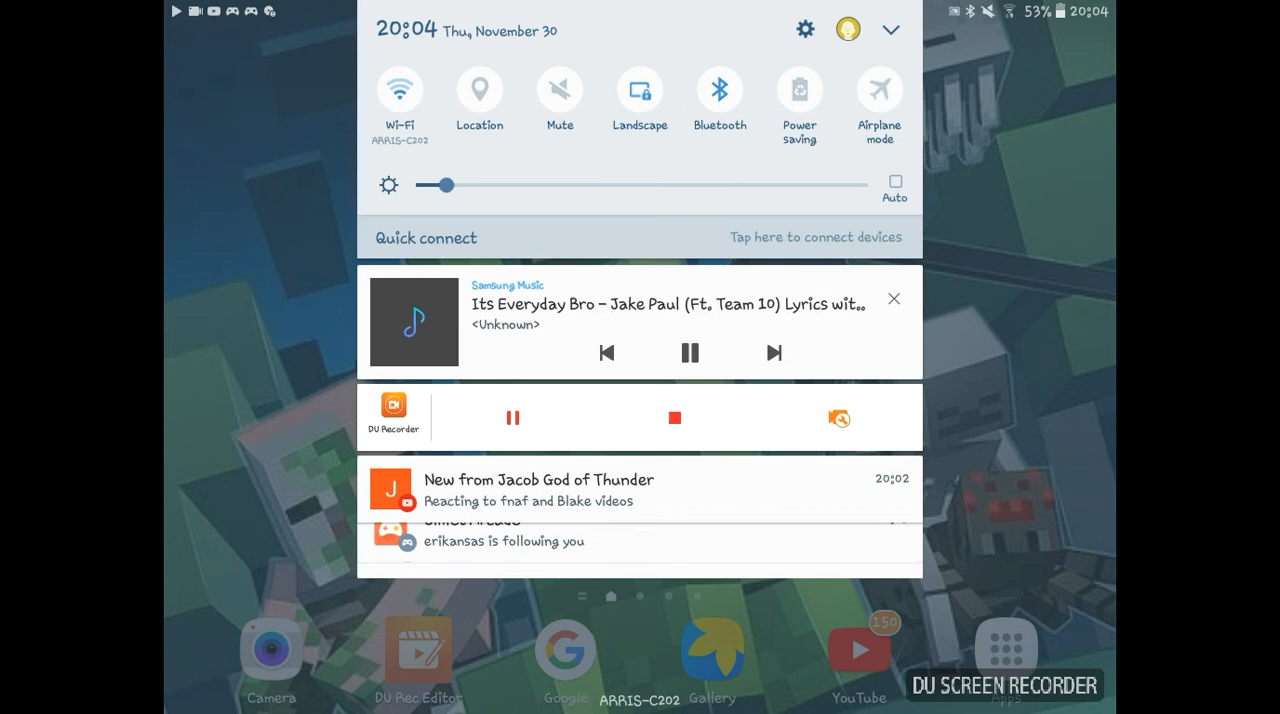 53% 20:04
20:04 Thu, November 30
Wi-Fi
ARRIS-C202
Location
Mute
Landscape
Bluetooth
Power saving
Airplane mode
Auto
Quick connect
Tap here to connect devices
Samsung Music
Its Everyday Bro - Jake Paul (Ft. Team 10) Lyrics wit..
<Unknown>
DU Recorder
J
New from Jacob God of Thunder
20:02
Reacting to fnaf and Blake videos
erikansas is following you
150
Camera
DU Rec Editor
Google
ARRIS-C202
Gallery
YouTube
Apps
DU SCREEN RECORDER